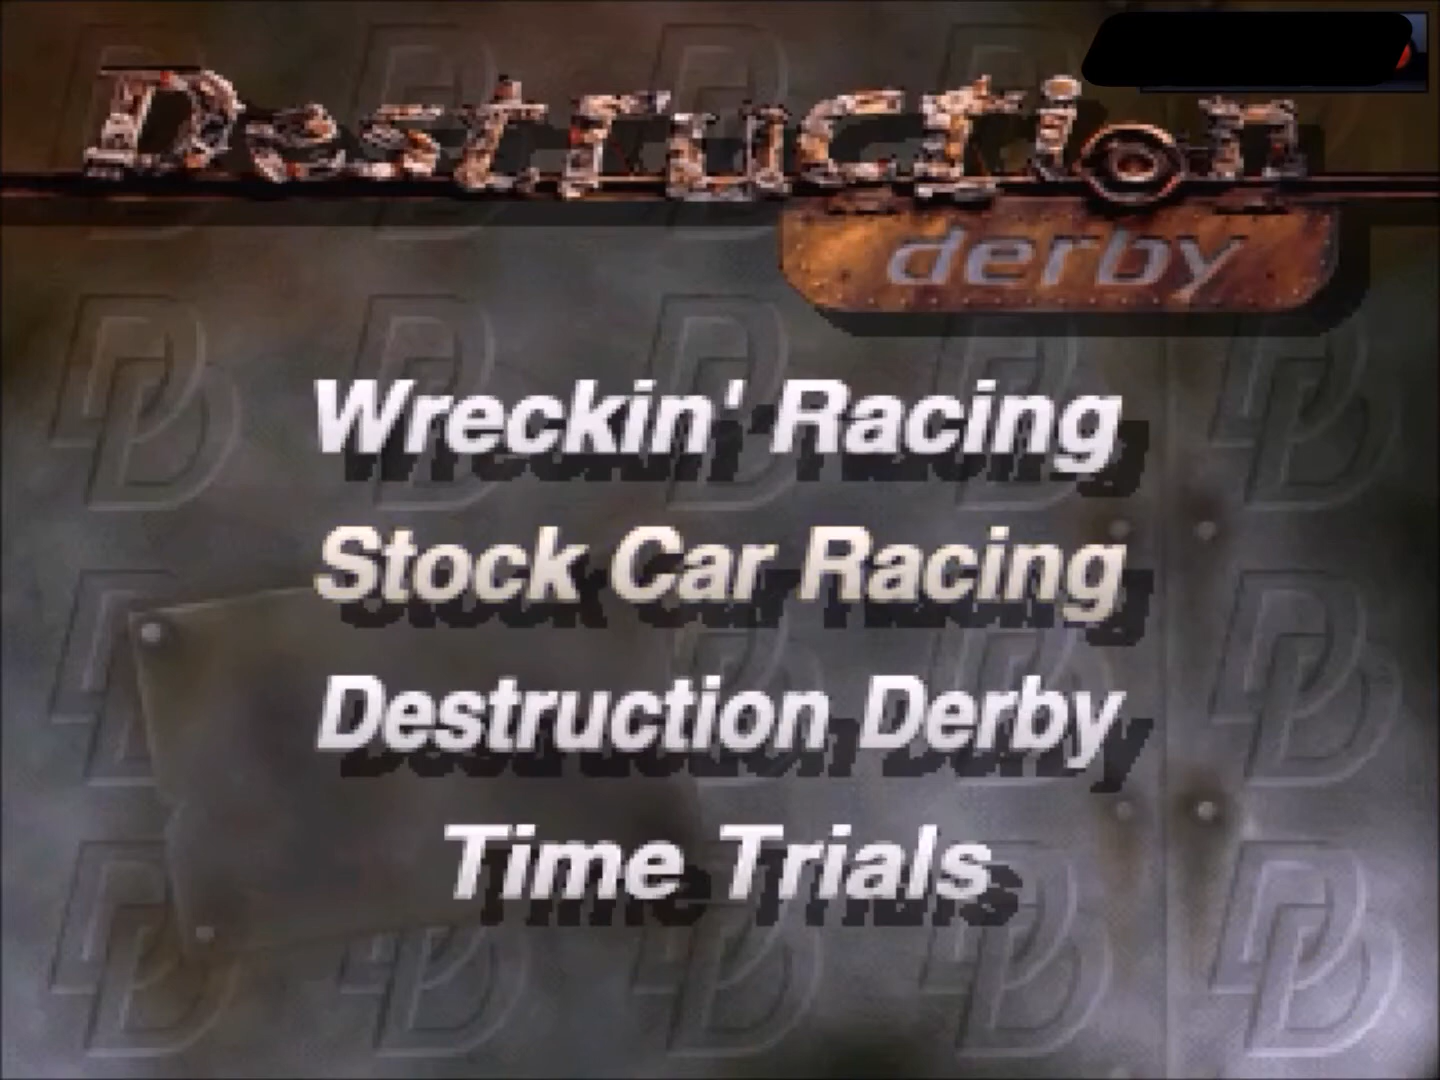 Destruction
derby
Wreckin' Racing
Stock Car Racing
Destruction Derby
Time Trials